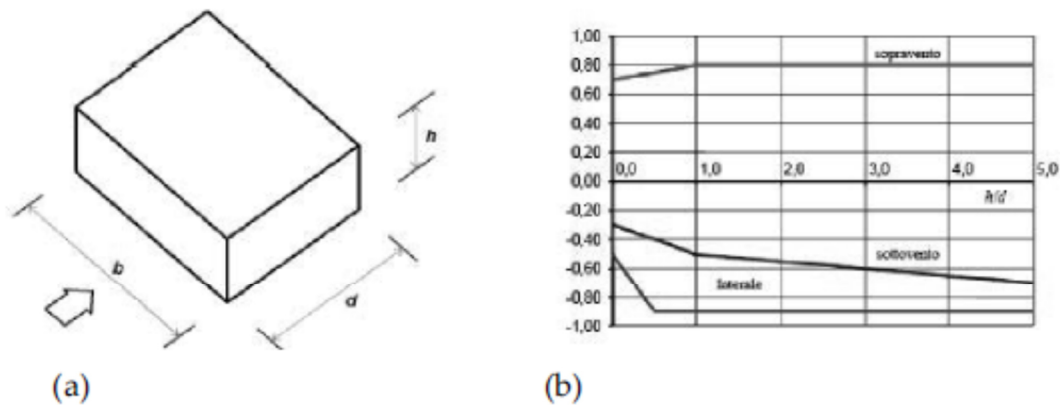 h
b
d
(a)
1,00
0,80
0,60
0,40
0,20
0,00
-0,20
-0,40
-0,60
-0,80
-1,00
0,0
1,0
2,0
3,0
4,0
5,0
h/d
sopravento
sottovento
laterale
(b)